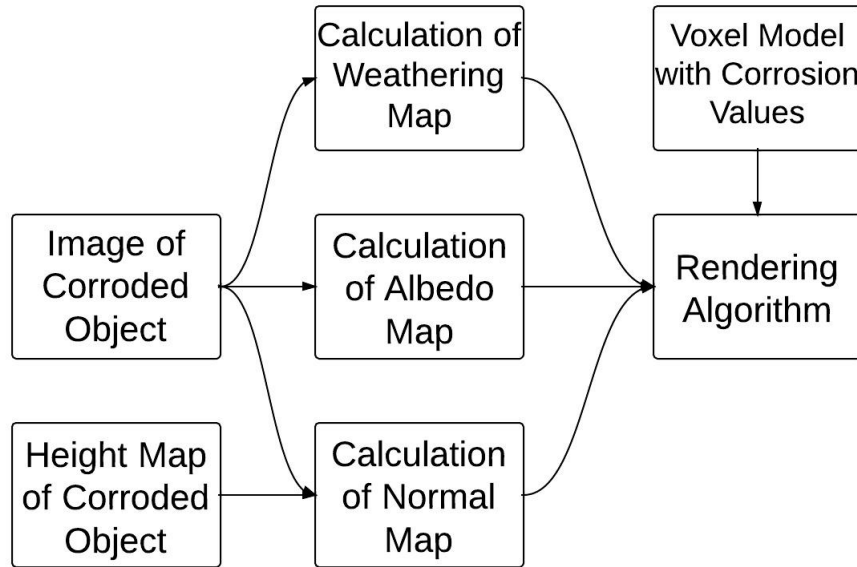 Calculation of
Weathering
Map
Voxel Model
with Corrosion
Values
Image of
Corroded
Object
Calculation
of Albedo
Map
Rendering
Algorithm
Height Map
of Corroded
Object
Calculation
of Normal
Map